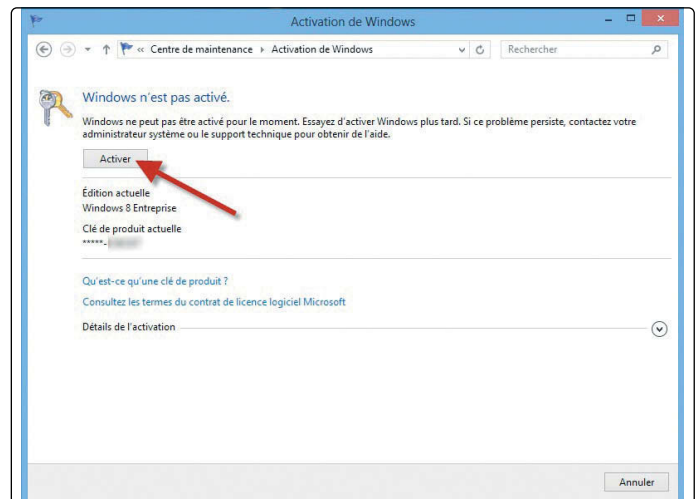 Activation de Windows
« Centre de maintenance › Activation de Windows
Rechercher
Windows n'est pas activé.
Windows ne peut pas être activé pour le moment. Essayez d'activer Windows plus tard. Si ce problème persiste, contactez votre
administrateur système ou le support technique pour obtenir de l'aide.
Activer
Édition actuelle
Windows 8 Entreprise
Clé de produit actuelle
*****-
Qu'est-ce qu'une clé de produit ?
Consultez les termes du contrat de licence logiciel Microsoft
Détails de l'activation
Annuler